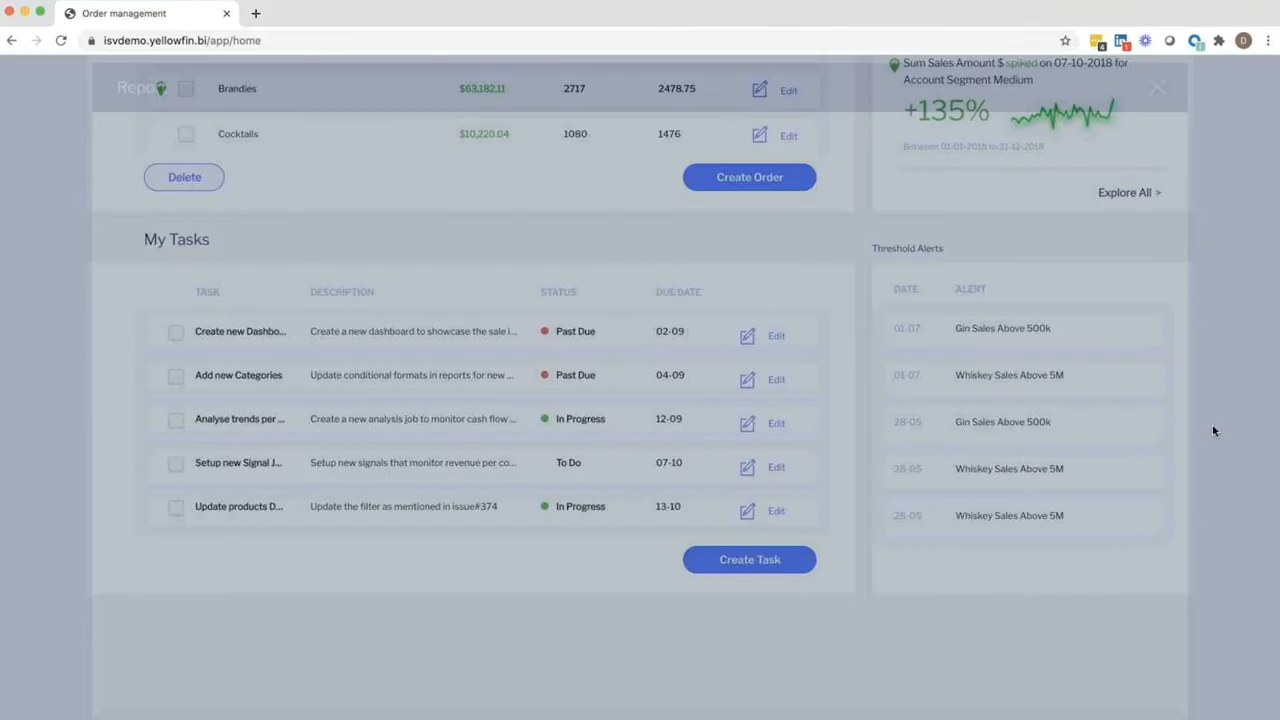 Order management
isvdemo.yellowfin.bi/app/home
4
1
D
Repo
Brandies $63,182.11 2717 2478.75 Edit
Cocktails $10,220.04 1080 1476 Edit
Delete
Create Order
Sum Sales Amount $ spiked on 07-10-2018 for
Account Segment Medium
+135%
Between 01-01-2018 to 31-12-2018
Explore All >
My Tasks
TASK DESCRIPTION STATUS DUE DATE
Create new Dashbo... Create a new dashboard to showcase the sale i... Past Due 02-09 Edit
Add new Categories Update conditional formats in reports for new ... Past Due 04-09 Edit
Analyse trends per ... Create a new analysis job to monitor cash flow ... In Progress 12-09 Edit
Setup new Signal J... Setup new signals that monitor revenue per co... To Do 07-10 Edit
Update products D... Update the filter as mentioned in issue#374 In Progress 13-10 Edit
Create Task
Threshold Alerts
DATE ALERT
01-07 Gin Sales Above 500k
01-07 Whiskey Sales Above 5M
28-05 Gin Sales Above 500k
28-05 Whiskey Sales Above 5M
28-05 Whiskey Sales Above 5M